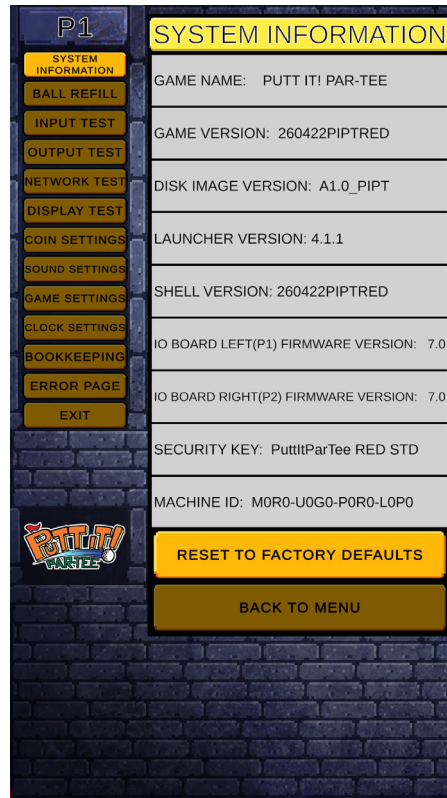 P1
SYSTEM
INFORMATION
BALL REFILL
INPUT TEST
OUTPUT TEST
NETWORK TEST
DISPLAY TEST
COIN SETTINGS
SOUND SETTINGS
GAME SETTINGS
CLOCK SETTINGS
BOOKKEEPING
ERROR PAGE
EXIT
PUTT IT!
PAR-TEE
SYSTEM INFORMATION
GAME NAME: PUTT IT! PAR-TEE
GAME VERSION: 260422PIPTRED
DISK IMAGE VERSION: A1.0_PIPT
LAUNCHER VERSION: 4.1.1
SHELL VERSION: 260422PIPTRED
IO BOARD LEFT(P1) FIRMWARE VERSION: 7.0
IO BOARD RIGHT(P2) FIRMWARE VERSION: 7.0
SECURITY KEY: PuttItParTee RED STD
MACHINE ID: M0R0-U0G0-P0R0-L0P0
RESET TO FACTORY DEFAULTS
BACK TO MENU